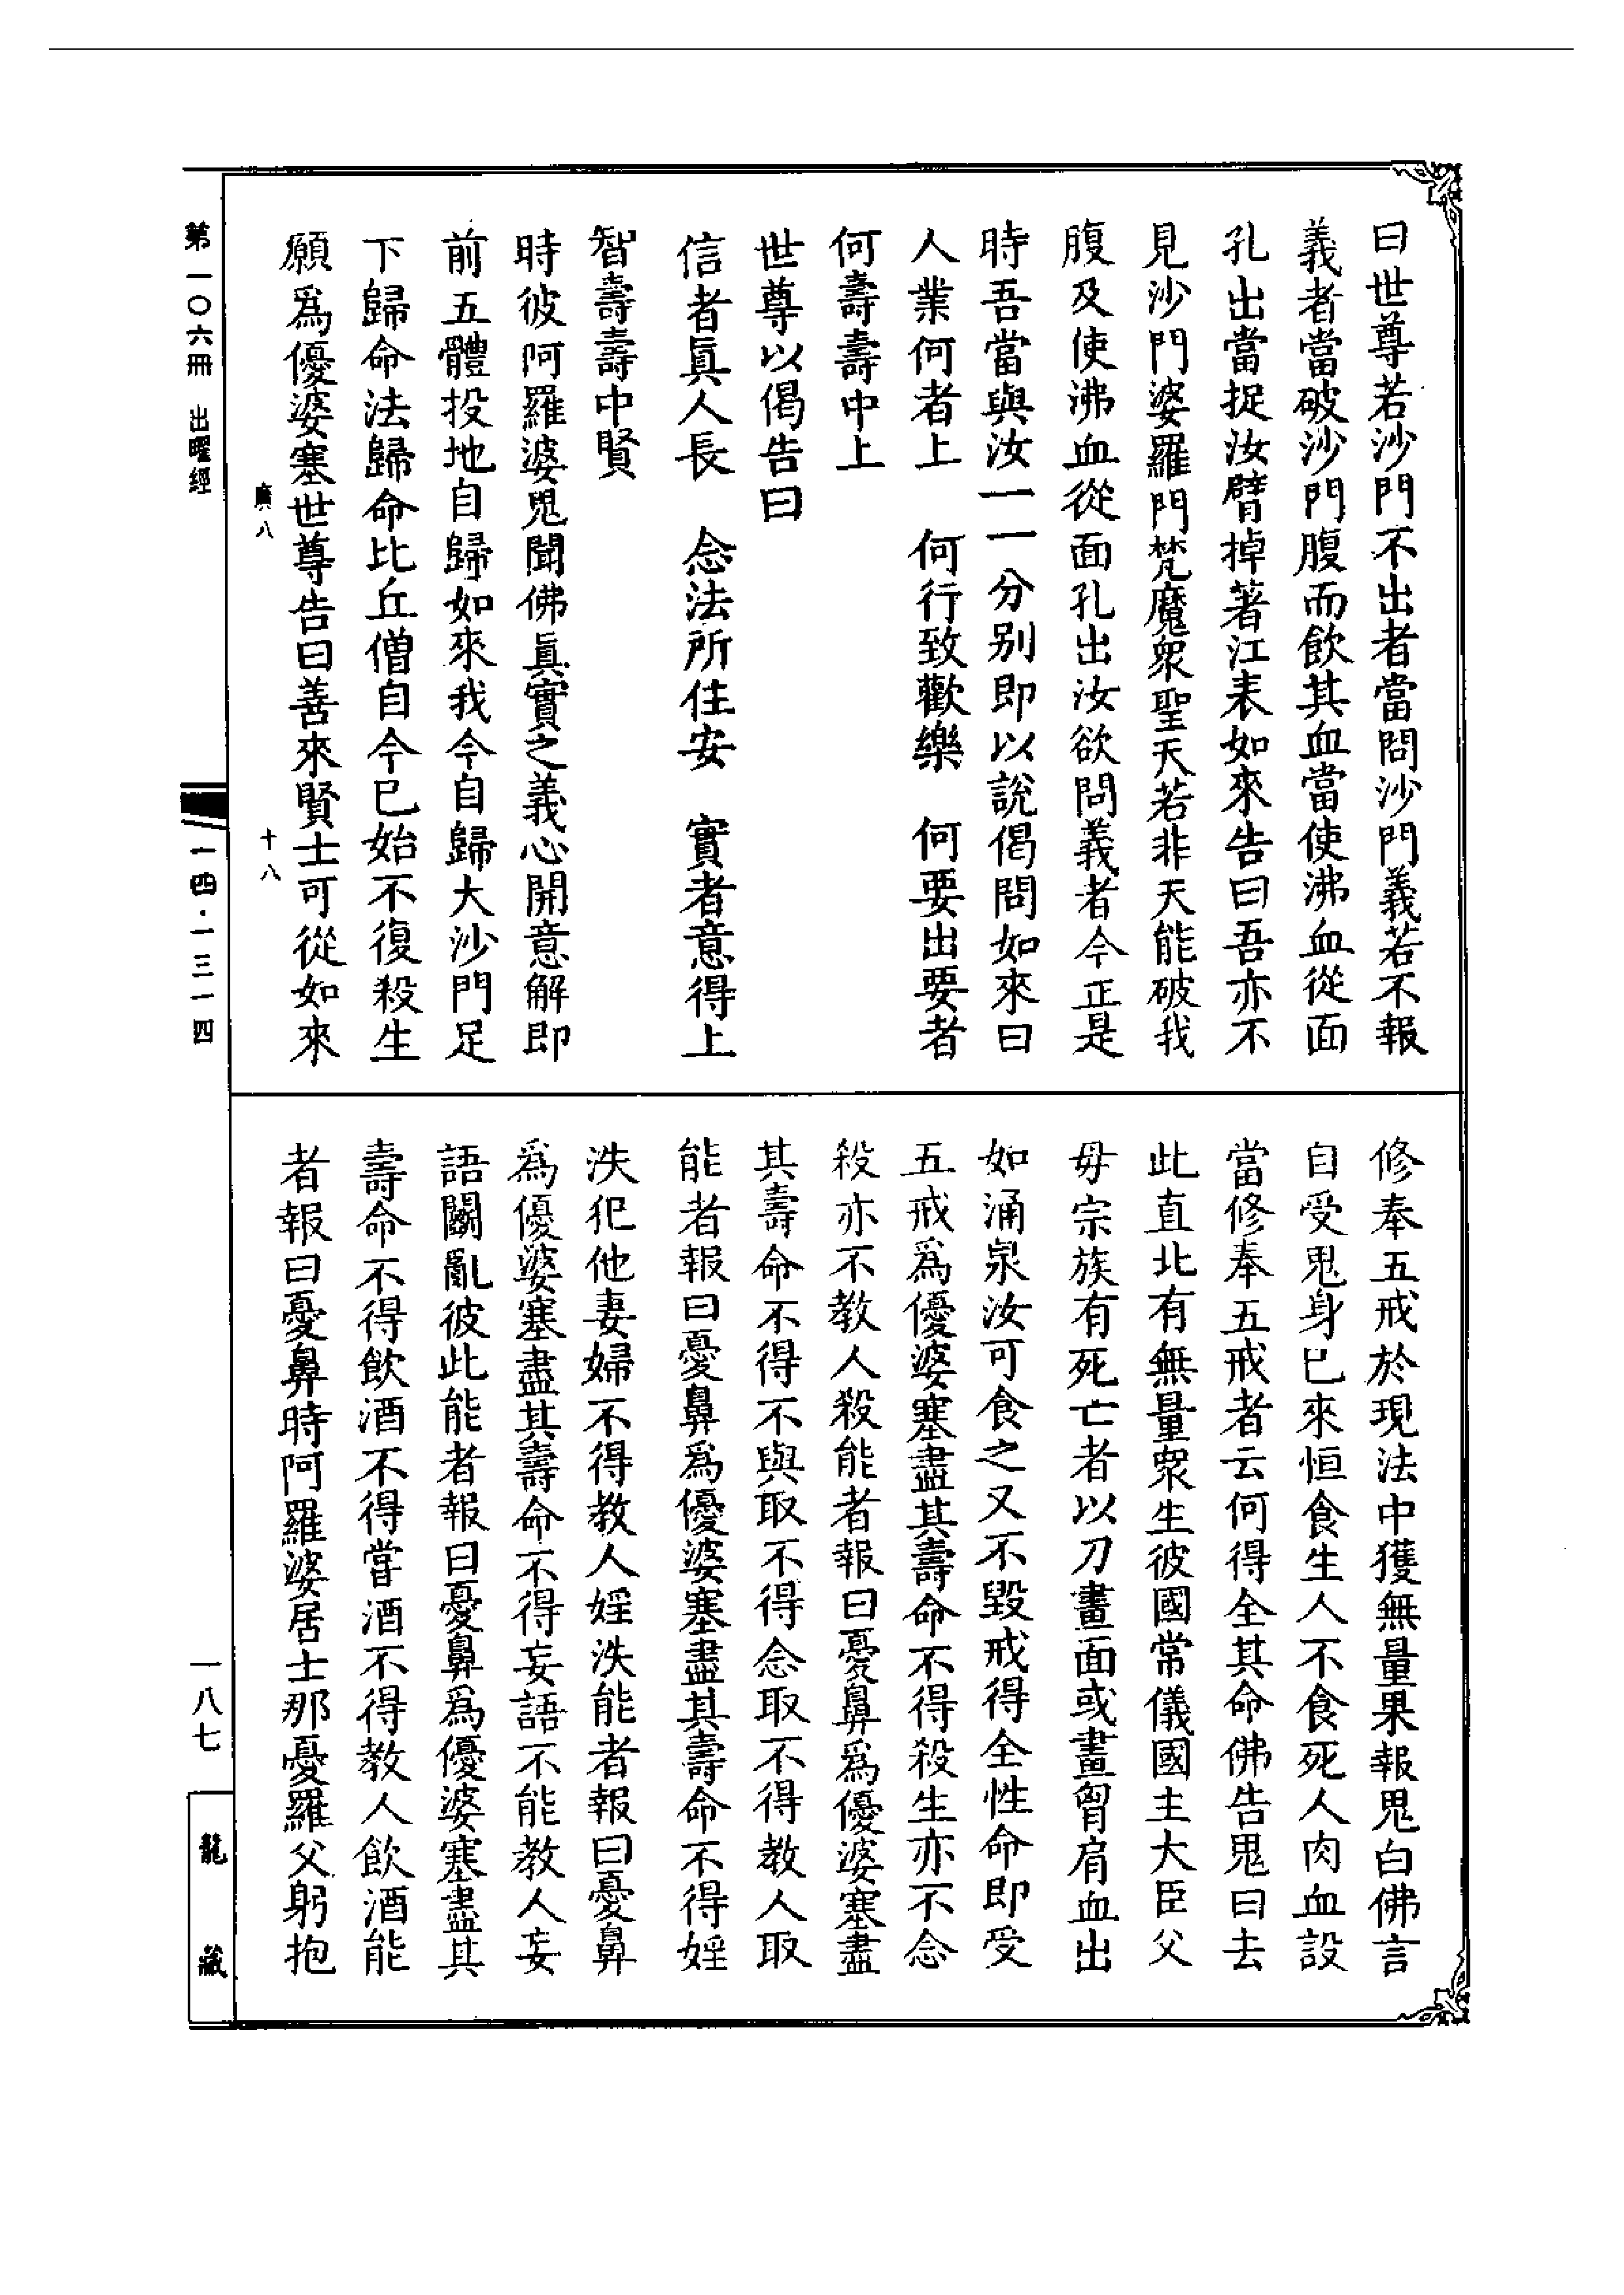 曰世尊若沙門不出者當問沙門義若不報
義者當破沙門腹而飲其血當使沸血從面
孔出當捉汝臂掉著江表如來告曰吾亦不
見沙門婆羅門梵魔衆聖天若非天能破我
腹及使沸血從面孔出汝欲問義者今正是
時吾當與汝一一分別即以說偈問如來曰
人業何者上　何行致歡樂　何要出要者
何壽壽中上
世尊以偈告曰
信者眞人長　念法所住安　實者意得上
智壽壽中賢
時彼阿羅婆鬼聞佛眞實之義心開意解即
前五體投地自歸如來我今自歸大沙門足
下歸命法歸命比丘僧自今已始不復殺生
願爲優婆塞世尊告曰善來賢士可從如來
修奉五戒於現法中獲無量果報鬼白佛言
自受鬼身已來恒食生人不食死人肉血設
當修奉五戒者云何得全其命佛告鬼曰去
此直北有無量衆生彼國常儀國主大臣父
母宗族有死亡者以刀畫面或畫胷肩血出
如涌泉汝可食之又不毀戒得全性命即受
五戒爲優婆塞盡其壽命不得殺生亦不念
殺亦不教人殺能者報曰憂鼻爲優婆塞盡
其壽命不得不與取不得念取不得教人取
能者報曰憂鼻爲優婆塞盡其壽命不得婬
泆犯他妻婦不得教人婬泆能者報曰憂鼻
爲優婆塞盡其壽命不得妄語不能教人妄
語鬬亂彼此能者報曰憂鼻爲優婆塞盡其
壽命不得飲酒不得甞酒不得教人飲酒能
者報曰憂鼻時阿羅婆居士那憂羅父躬抱
廣八
十八
第一〇六冊　出曜經
一四·一三一四
一八七
龍藏